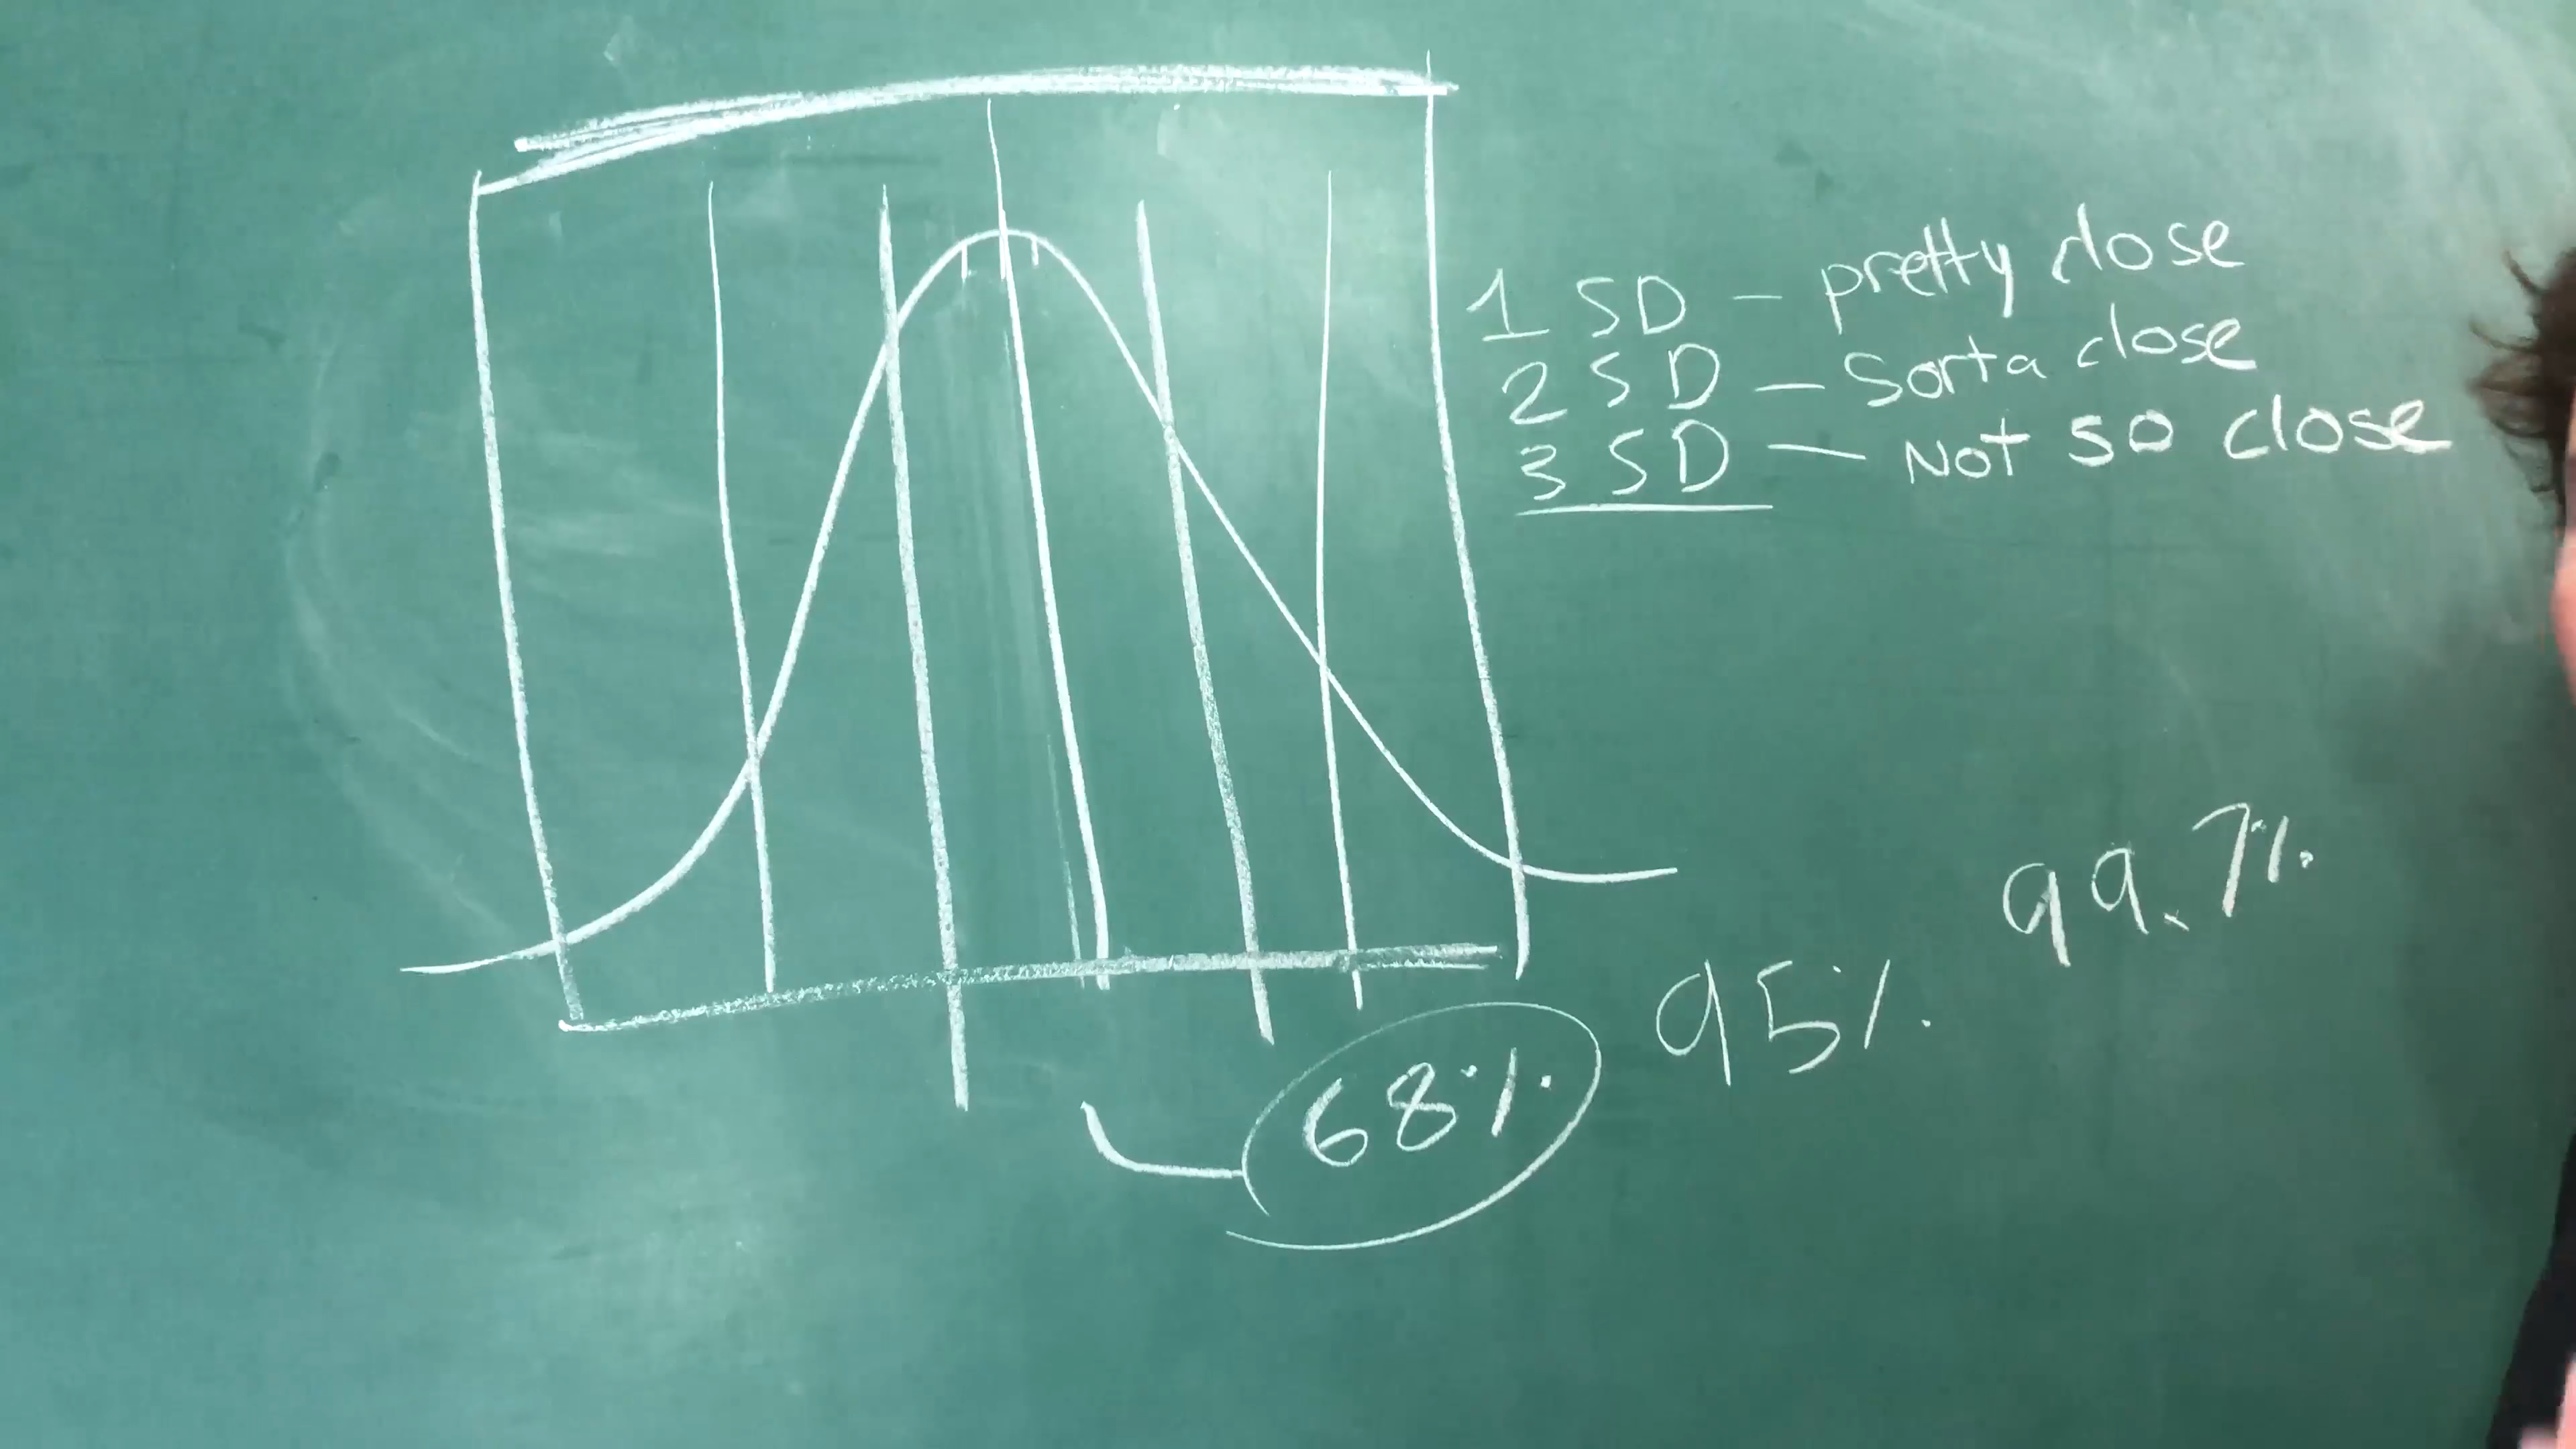 1 SD - pretty close
2 SD - Sorta close
3 SD - Not so close
99.7%
95%
68%